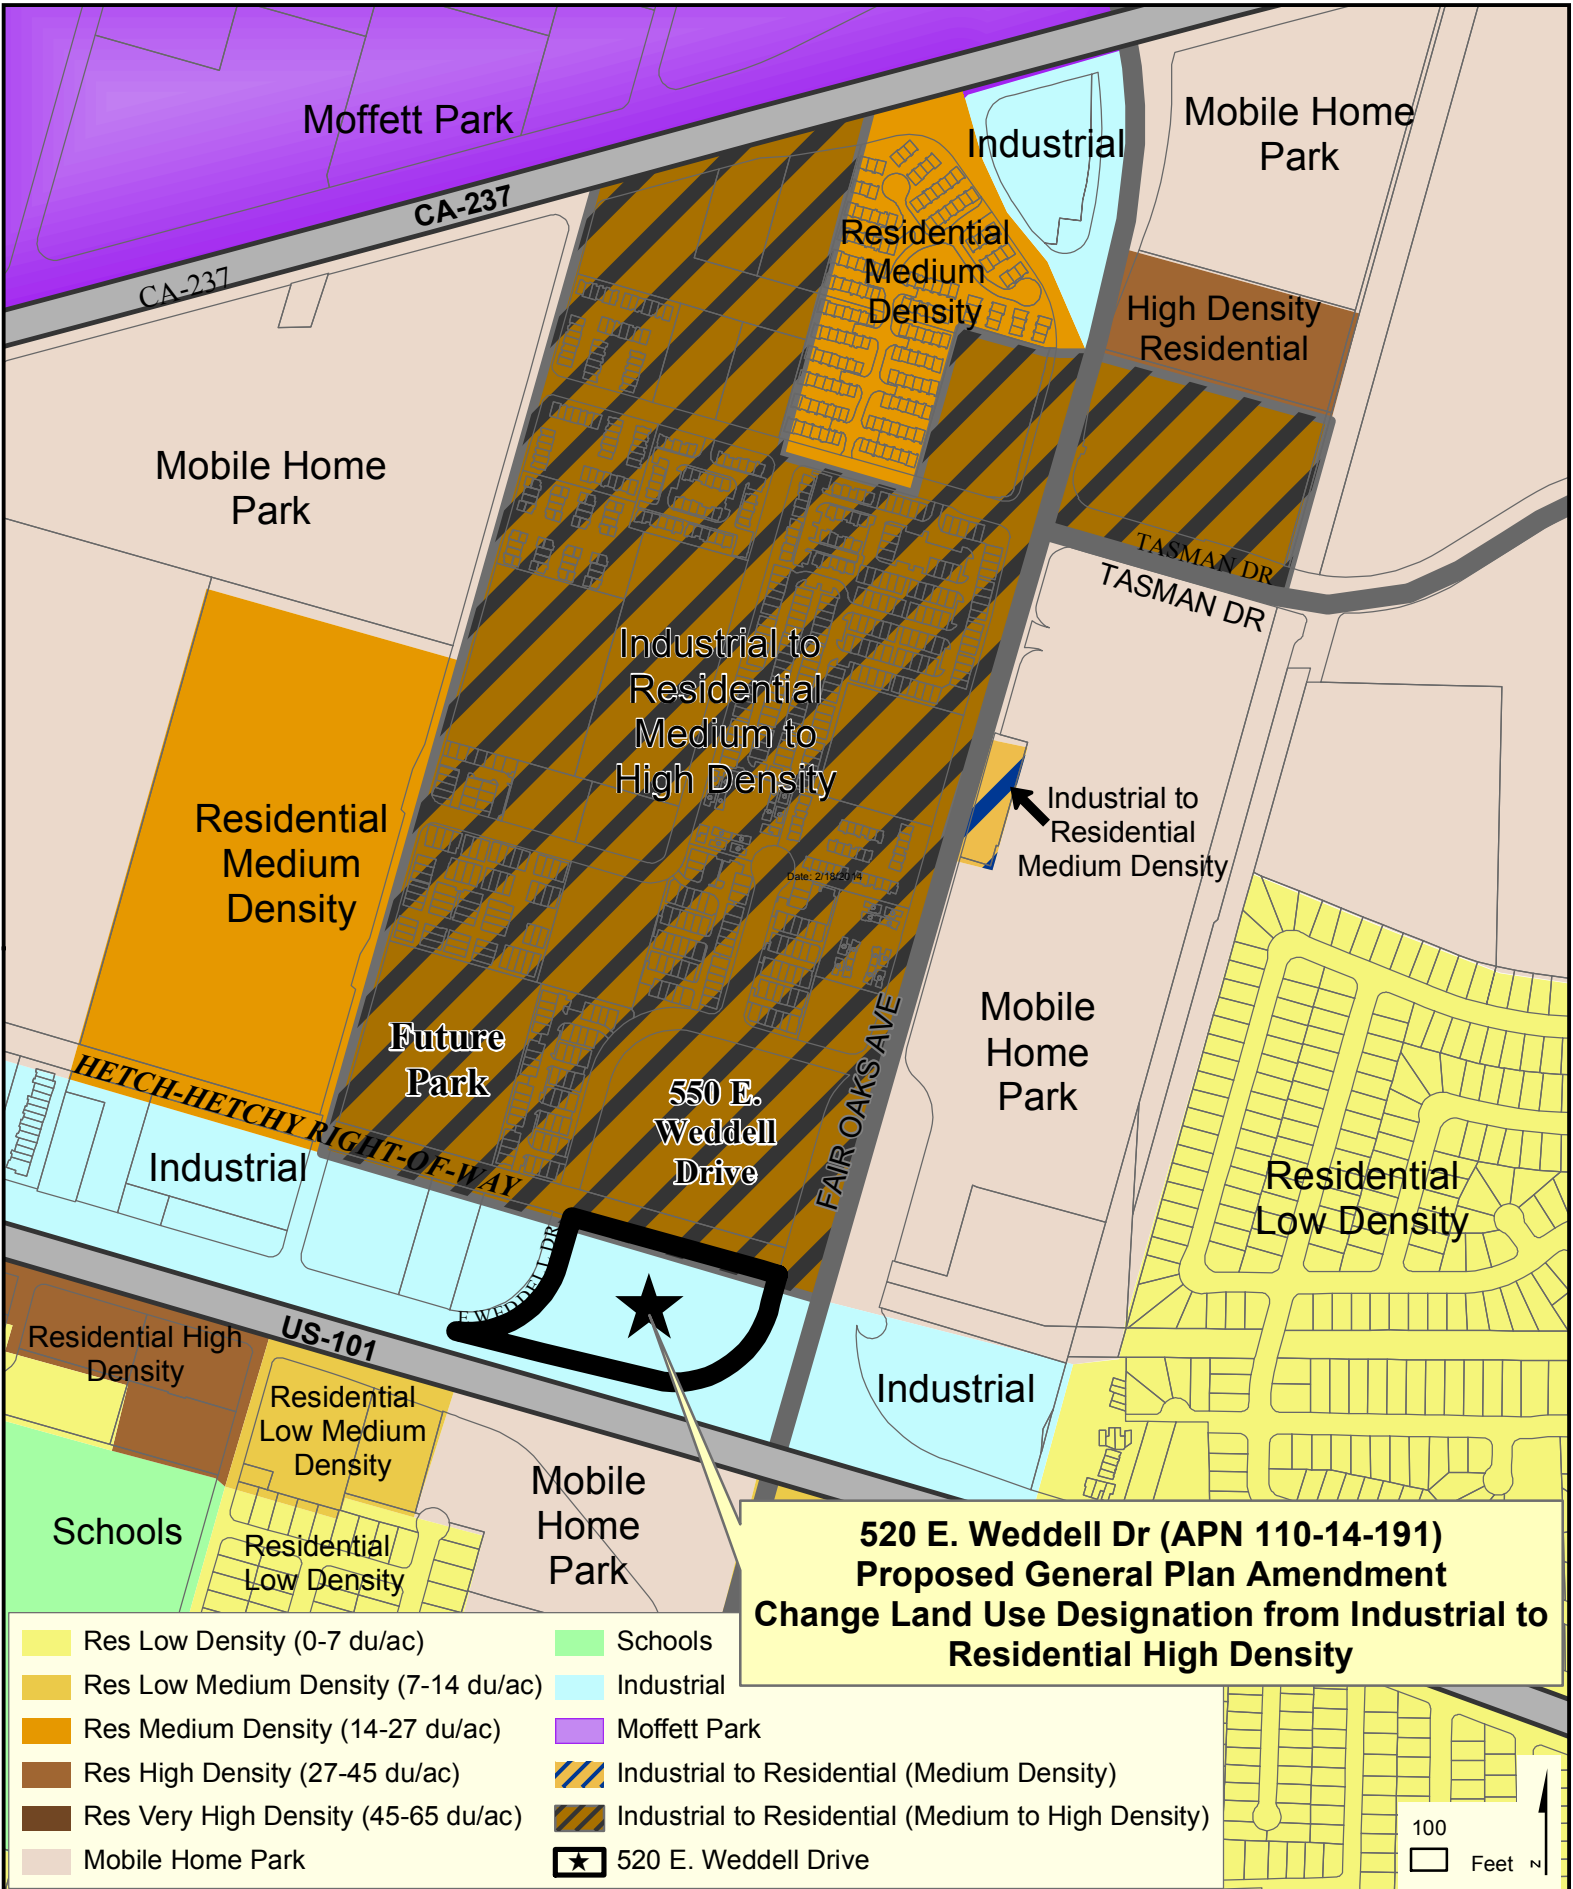 Moffett Park
CA-237
CA-237
Industrial
Mobile Home
Park
Residential
Medium
Density
High Density
Residential
Mobile Home
Park
TASMAN DR
TASMAN DR
Industrial to
Residential
Medium to
High Density
Industrial to
Residential
Medium Density
Residential
Medium
Density
Date: 2/18/2014
Future
Park
550 E.
Weddell
Drive
FAIR OAKS AVE
Mobile
Home
Park
HETCH-HETCHY RIGHT-OF-WAY
Industrial
Residential
Low Density
E WEDDELL DR
US-101
Residential High
Density
Residential
Low Medium
Density
Industrial
Mobile
Home
Park
Schools
Residential
Low Density
520 E. Weddell Dr (APN 110-14-191)
Proposed General Plan Amendment
Change Land Use Designation from Industrial to
Residential High Density
Res Low Density (0-7 du/ac)
Res Low Medium Density (7-14 du/ac)
Res Medium Density (14-27 du/ac)
Res High Density (27-45 du/ac)
Res Very High Density (45-65 du/ac)
Mobile Home Park
Schools
Industrial
Moffett Park
Industrial to Residential (Medium Density)
Industrial to Residential (Medium to High Density)
520 E. Weddell Drive
100
Feet
N